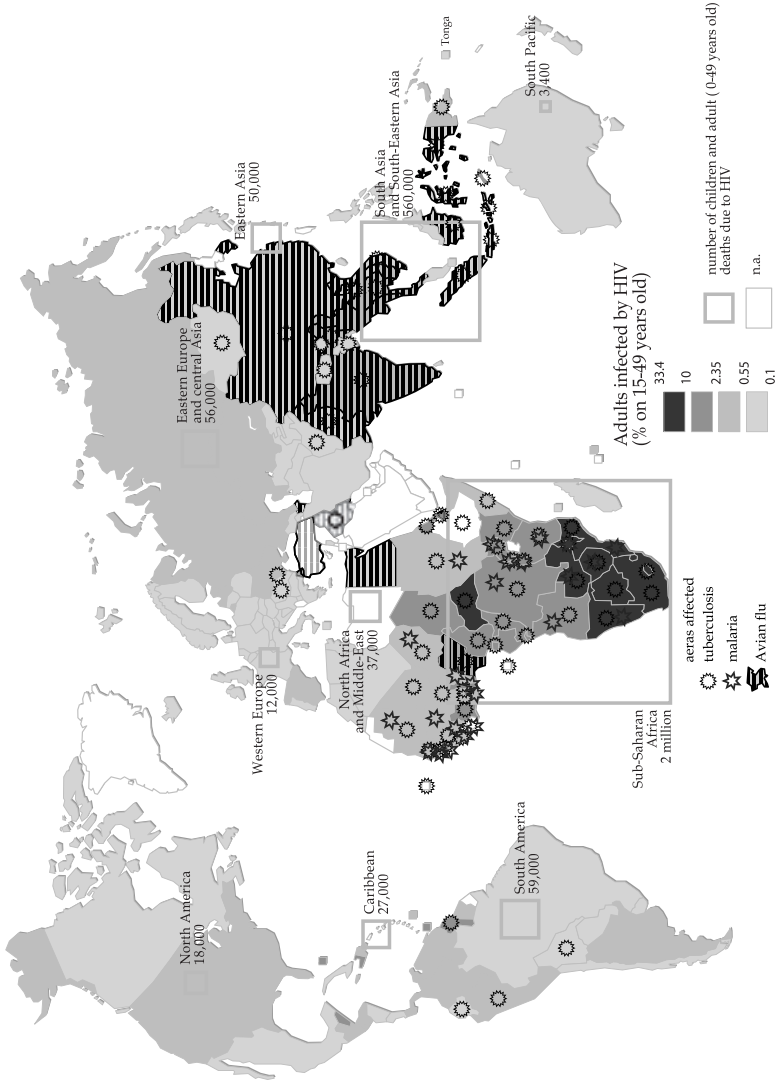 Tonga
South Pacific
3,400
Eastern Asia
50,000
South Asia
and South-Eastern Asia
560,000
Eastern Europe
and central Asia
56,000
Western Europe
12,000
North Africa
and Middle-East
37,000
Sub-Saharan
Africa
2 million
North America
18,000
Caribbean
27,000
South America
59,000
Adults infected by HIV
(% on 15-49 years old)
33.4
10
2.35
0.55
0.1
number of children and adult ( 0-49 years old)
deaths due to HIV
n.a.
aeras affected
tuberculosis
malaria
Avian flu